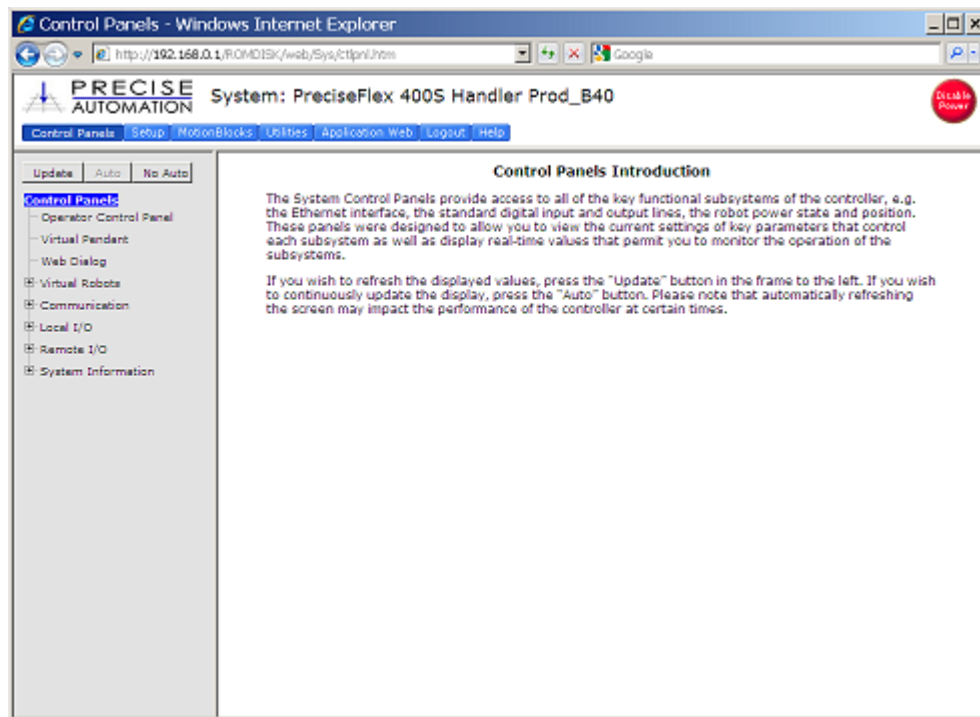 Control Panels - Windows Internet Explorer
http://192.168.0.1/ROMDISK/web/Sys/ctlpnl.htm
Google
PRECISE
AUTOMATION
System: PreciseFlex 400S Handler Prod_B40
Disable
Power
Control Panels Setup MotionBlocks Utilities Application Web Logout Help
Update Auto No Auto
Control Panels
Operator Control Panel
Virtual Pendant
Web Dialog
Virtual Robots
Communication
Local I/O
Remote I/O
System Information
Control Panels Introduction
The System Control Panels provide access to all of the key functional subsystems of the controller, e.g.
the Ethernet interface, the standard digital input and output lines, the robot power state and position.
These panels were designed to allow you to view the current settings of key parameters that control
each subsystem as well as display real-time values that permit you to monitor the operation of the
subsystems.
If you wish to refresh the displayed values, press the "Update" button in the frame to the left. If you wish
to continuously update the display, press the "Auto" button. Please note that automatically refreshing
the screen may impact the performance of the controller at certain times.